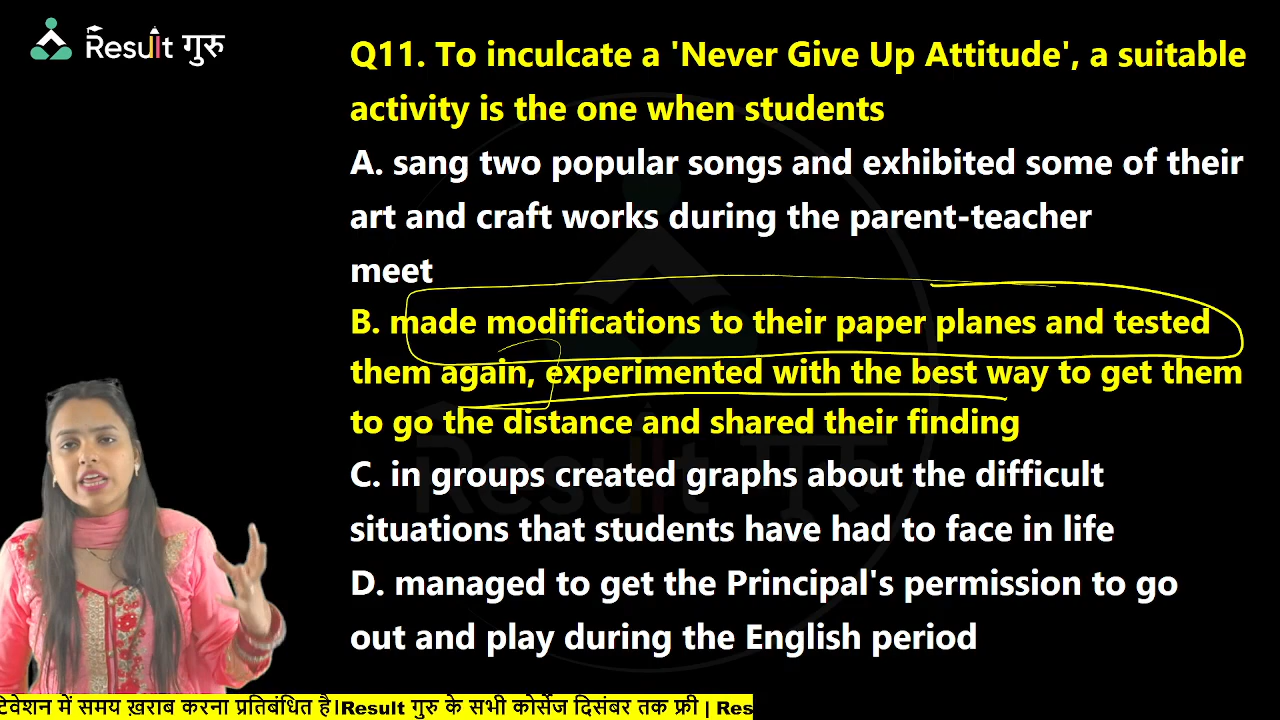 Result गुरु
Q11. To inculcate a 'Never Give Up Attitude', a suitable
activity is the one when students
A. sang two popular songs and exhibited some of their
art and craft works during the parent-teacher
meet
B. made modifications to their paper planes and tested
them again, experimented with the best way to get them
to go the distance and shared their finding
C. in groups created graphs about the difficult
situations that students have had to face in life
D. managed to get the Principal's permission to go
out and play during the English period
टिवेशन में समय ख़राब करना प्रतिबंधित है।Result गुरु के सभी कोर्सेज दिसंबर तक फ्री | Res